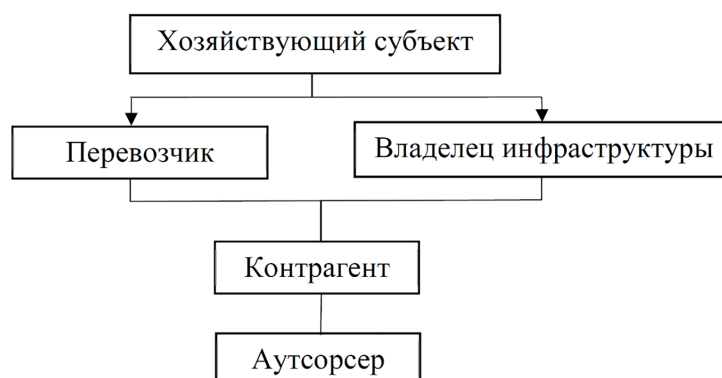 Хозяйствующий субъект
Перевозчик
Владелец инфраструктуры
Контрагент
Аутсорсер